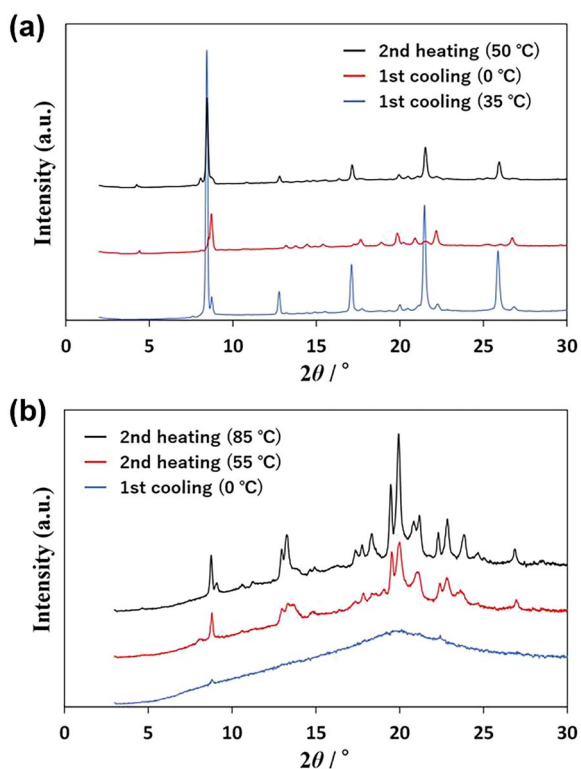 (a)
2nd heating (50 ℃)
1st cooling (0 ℃)
1st cooling (35 ℃)
Intensity (a.u.)
0 5 10 15 20 25 30
2θ / °
(b)
2nd heating (85 ℃)
2nd heating (55 ℃)
1st cooling (0 ℃)
Intensity (a.u.)
0 5 10 15 20 25 30
2θ / °